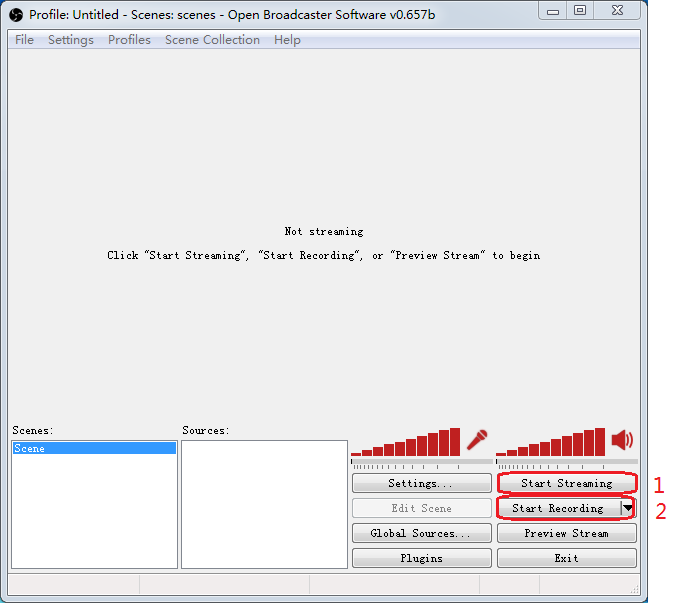 Profile: Untitled - Scenes: scenes - Open Broadcaster Software v0.657b
File Settings Profiles Scene Collection Help
Not streaming
Click "Start Streaming", "Start Recording", or "Preview Stream" to begin
Scenes: Sources:
Scene
Settings... Start Streaming 1
Edit Scene Start Recording 2
Global Sources... Preview Stream
Plugins Exit